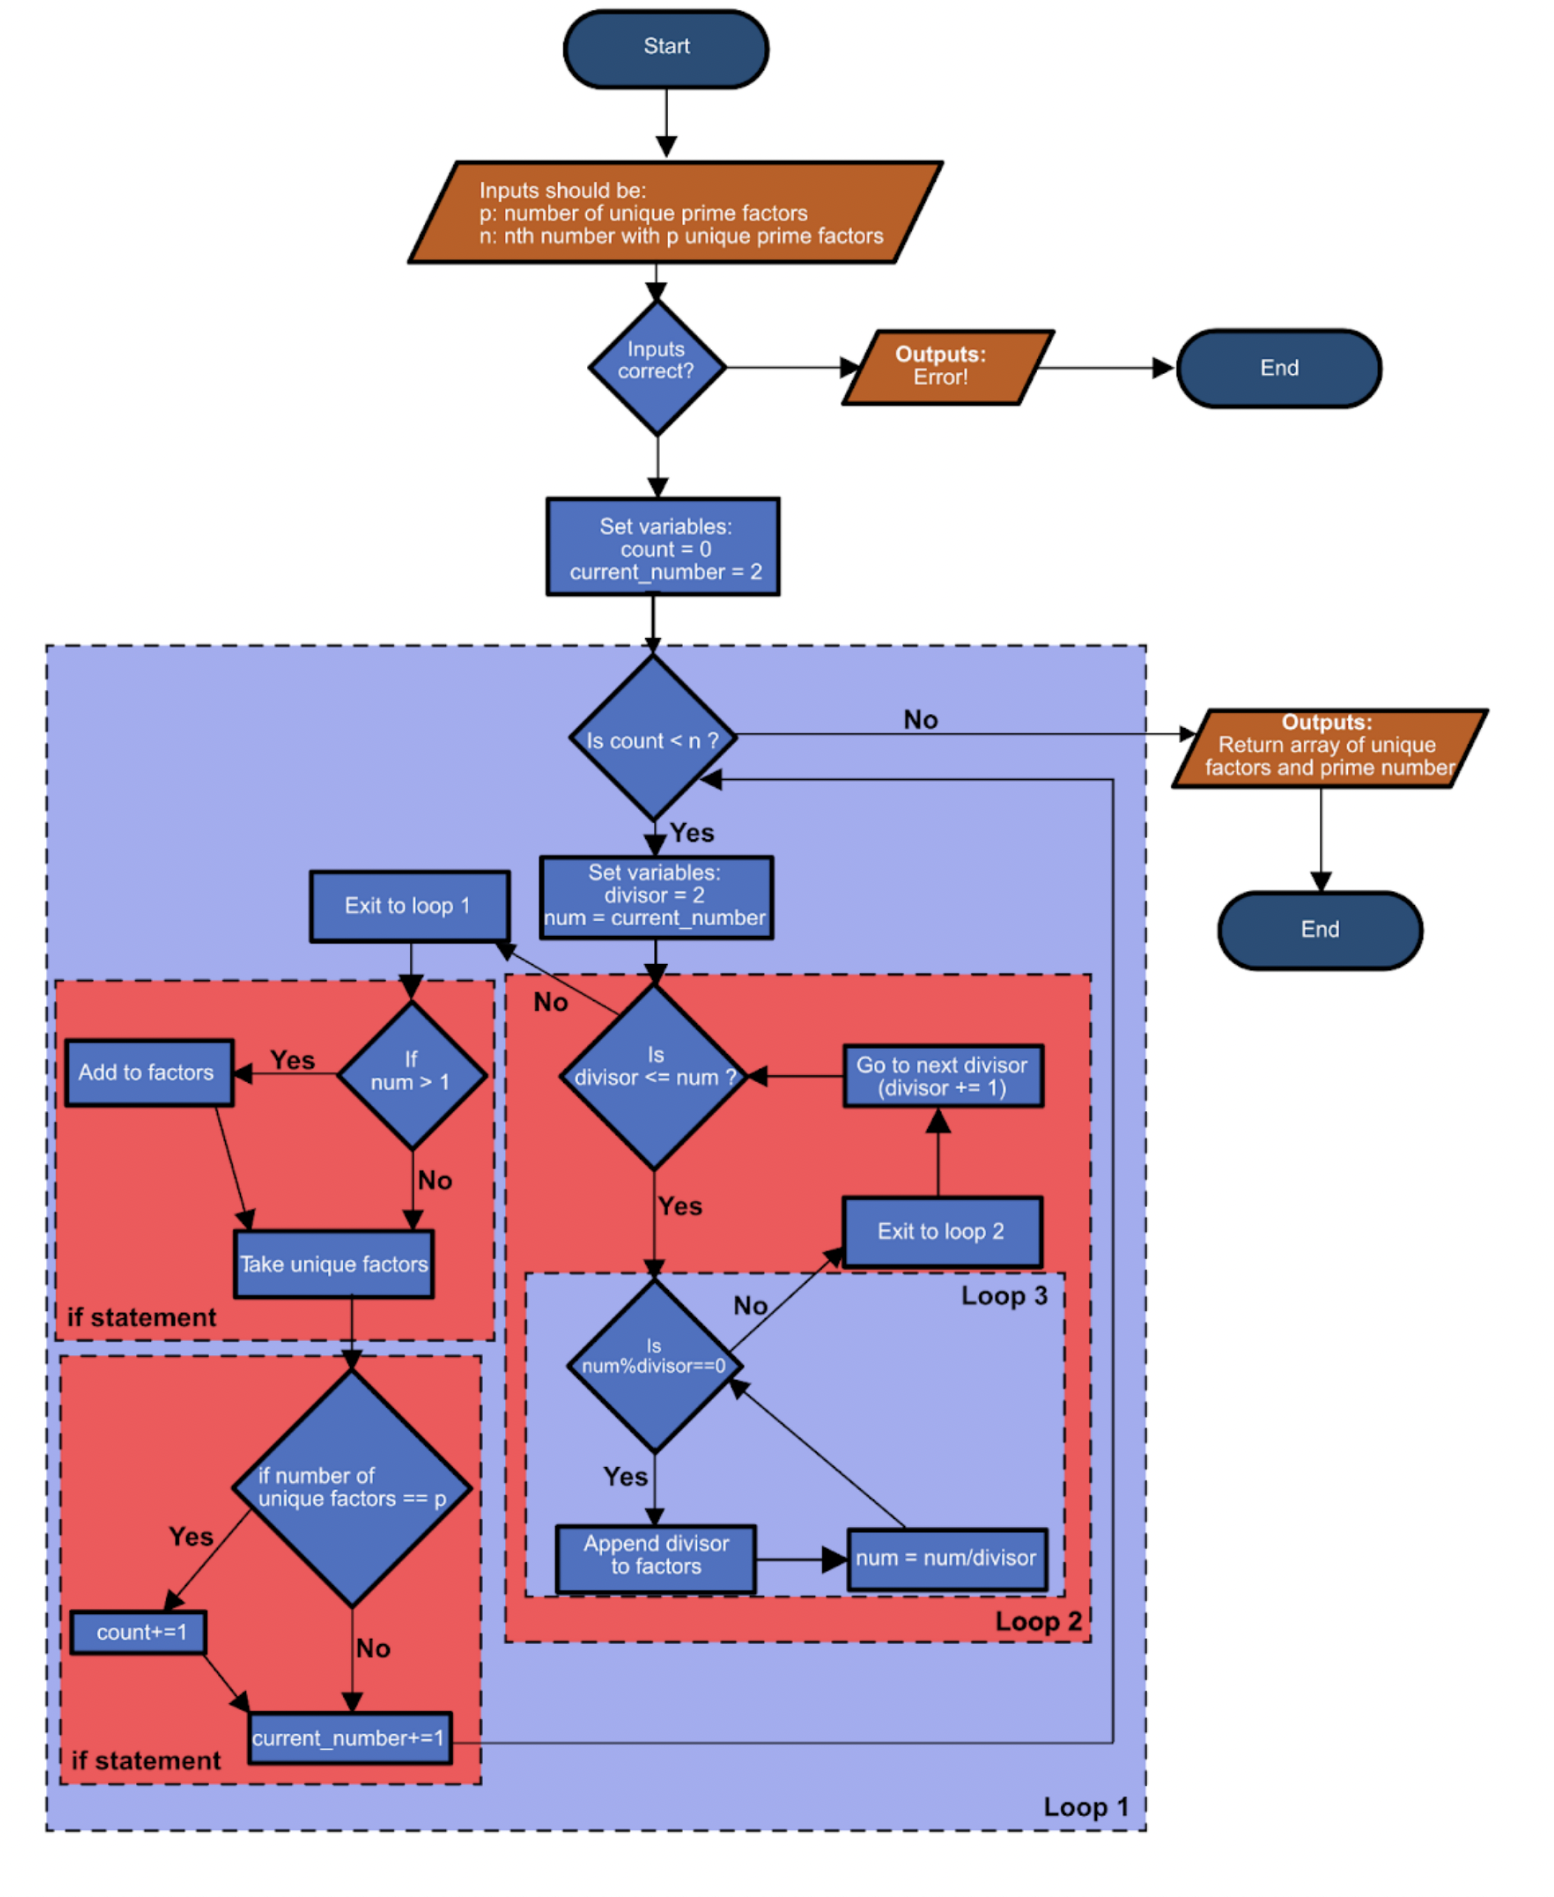 Start
Inputs should be:
p: number of unique prime factors
n: nth number with p unique prime factors
Inputs
correct?
Outputs:
Error!
End
Set variables:
count = 0
current_number = 2
Is count < n ?
No
Outputs:
Return array of unique
factors and prime number
Yes
End
Set variables:
divisor = 2
num = current_number
Exit to loop 1
No
Is
divisor <= num ?
Go to next divisor
(divisor += 1)
If
num > 1
Yes
Add to factors
No
Take unique factors
if statement
Yes
Exit to loop 2
Loop 3
No
Is
num%divisor==0
Yes
Append divisor
to factors
num = num/divisor
Loop 2
if number of
unique factors == p
Yes
count+=1
No
current_number+=1
if statement
Loop 1